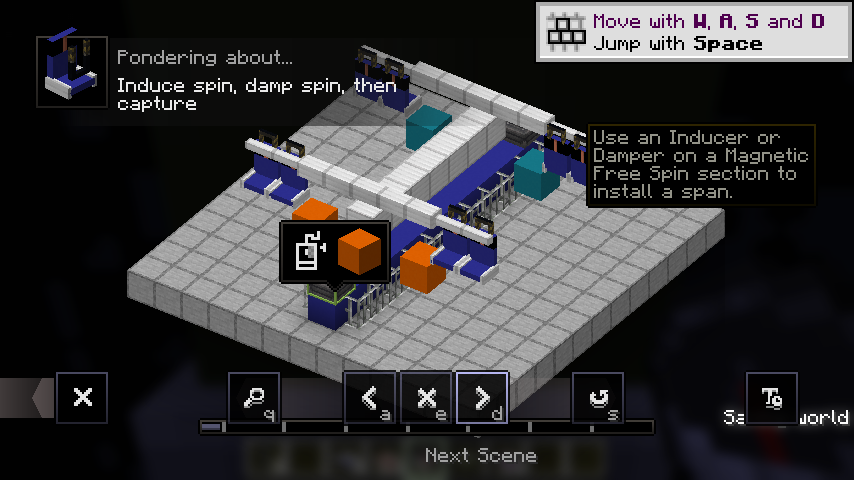 Move with W, A, S and D
Jump with Space
Pondering about...
Induce spin, damp spin, then
capture
Use an Inducer or
Damper on a Magnetic
Free Spin section to
install a span.
q
a
e
d
s
Next Scene